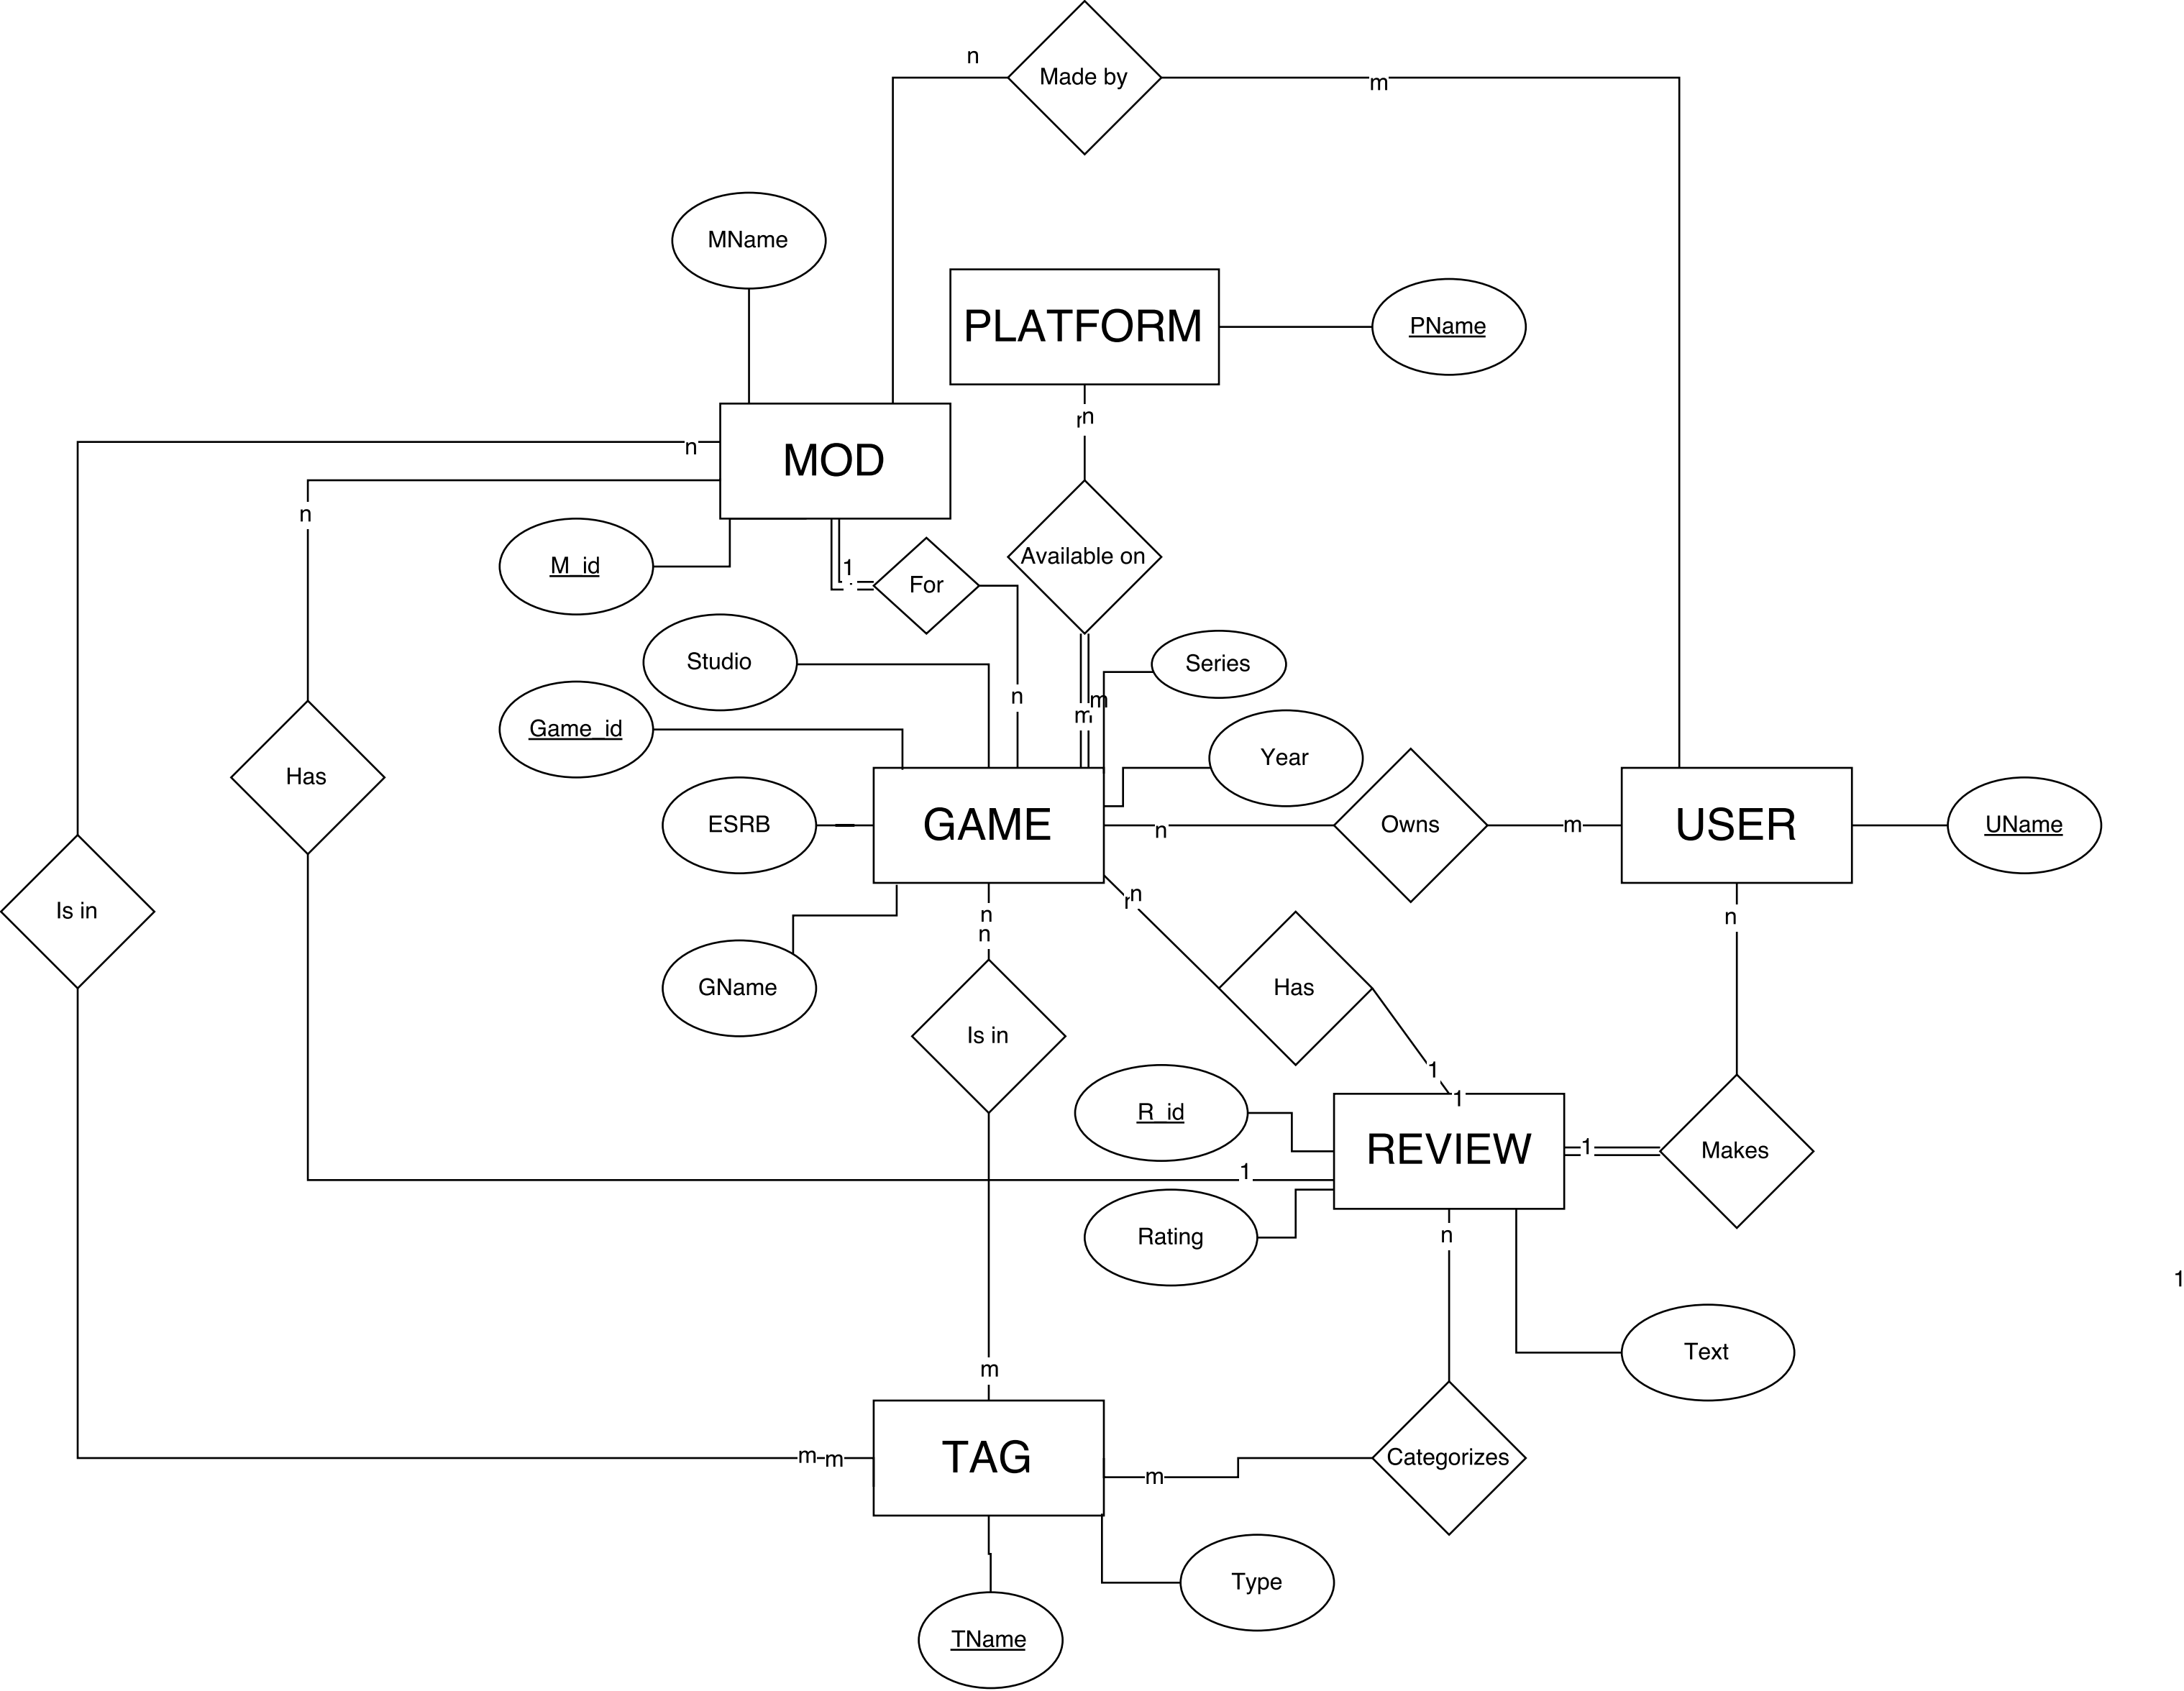 n
Made by
m
MName
PLATFORM
PName
n
MOD
n
n
M_id
1
For
Available on
Studio
Series
n
m
m
Game_id
Year
Has
ESRB
GAME
n
Owns
m
USER
UName
Is in
n
n
n
n
GName
Has
Is in
1
1
R_id
REVIEW
1
Makes
1
Rating
n
1
Text
m
m
m
TAG
m
Categorizes
Type
TName